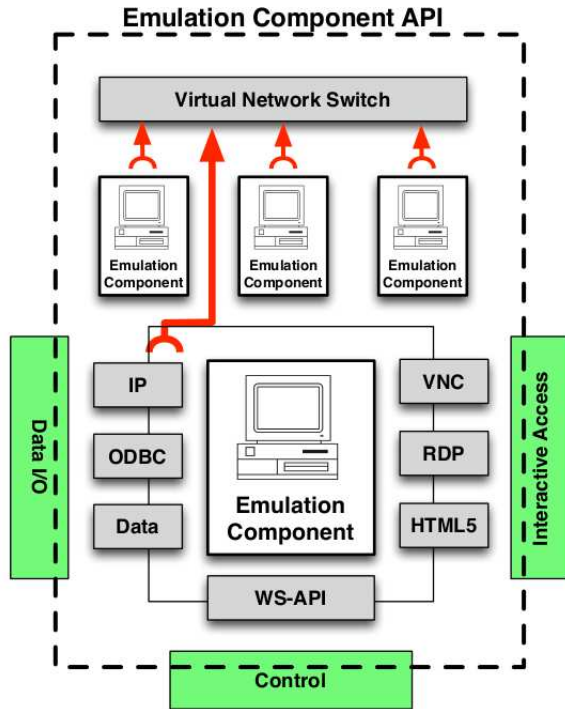 Emulation Component API
Virtual Network Switch
Emulation
Component
Emulation
Component
Emulation
Component
Data I/O
IP
ODBC
Data
Emulation
Component
VNC
RDP
HTML5
Interactive Access
WS-API
Control